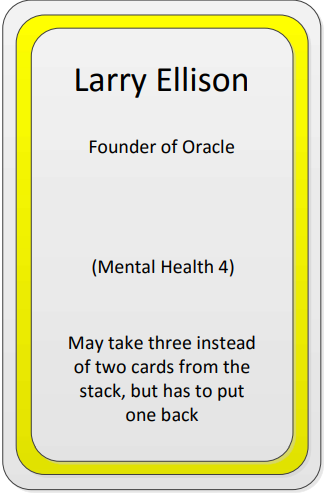 Larry Ellison
Founder of Oracle
(Mental Health 4)
May take three instead
of two cards from the
stack, but has to put
one back